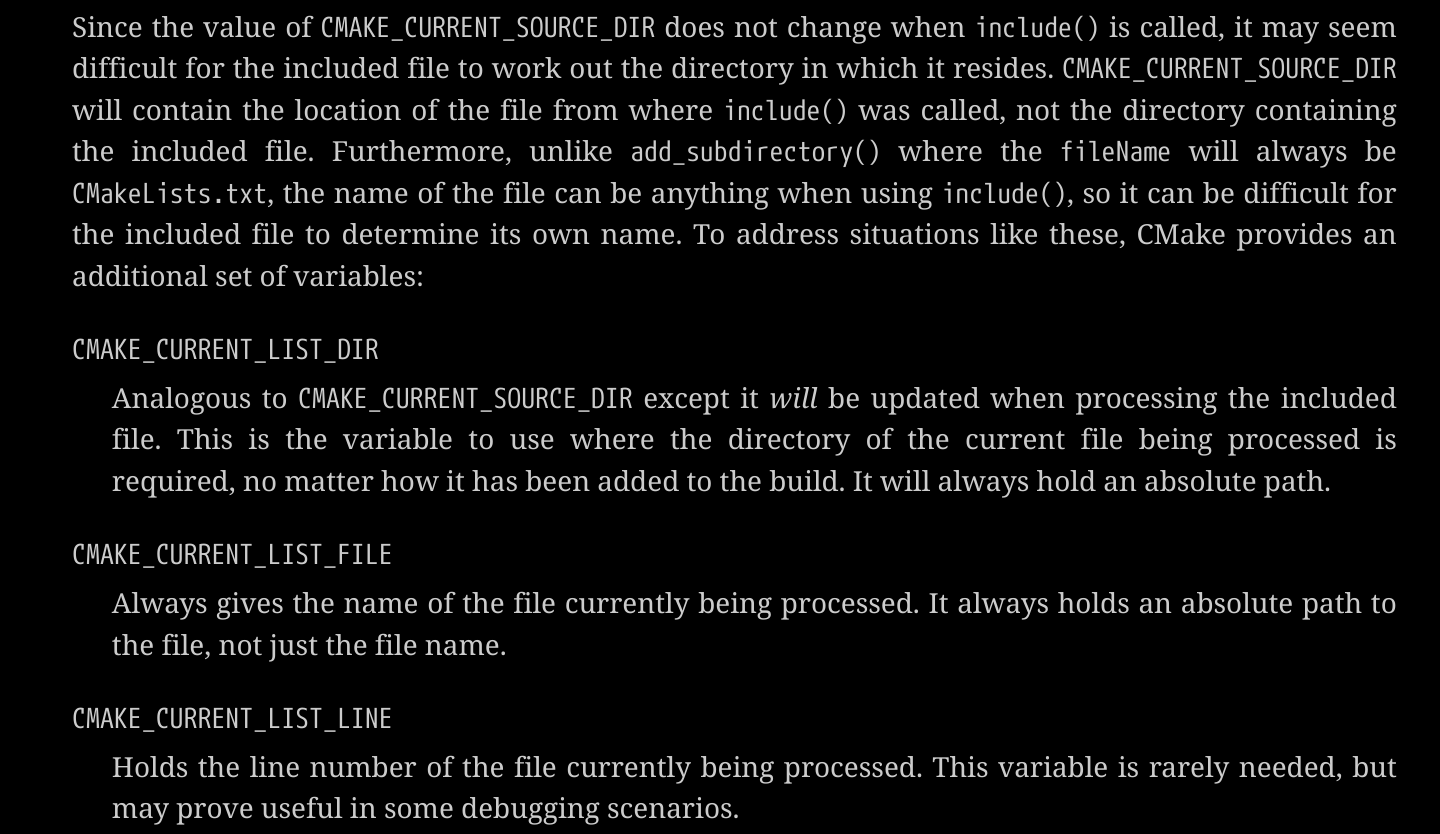 Since the value of CMAKE_CURRENT_SOURCE_DIR does not change when include() is called, it may seem
difficult for the included file to work out the directory in which it resides. CMAKE_CURRENT_SOURCE_DIR
will contain the location of the file from where include() was called, not the directory containing
the included file. Furthermore, unlike add_subdirectory() where the fileName will always be
CMakeLists.txt, the name of the file can be anything when using include(), so it can be difficult for
the included file to determine its own name. To address situations like these, CMake provides an
additional set of variables:
CMAKE_CURRENT_LIST_DIR
Analogous to CMAKE_CURRENT_SOURCE_DIR except it will be updated when processing the included
file. This is the variable to use where the directory of the current file being processed is
required, no matter how it has been added to the build. It will always hold an absolute path.
CMAKE_CURRENT_LIST_FILE
Always gives the name of the file currently being processed. It always holds an absolute path to
the file, not just the file name.
CMAKE_CURRENT_LIST_LINE
Holds the line number of the file currently being processed. This variable is rarely needed, but
may prove useful in some debugging scenarios.